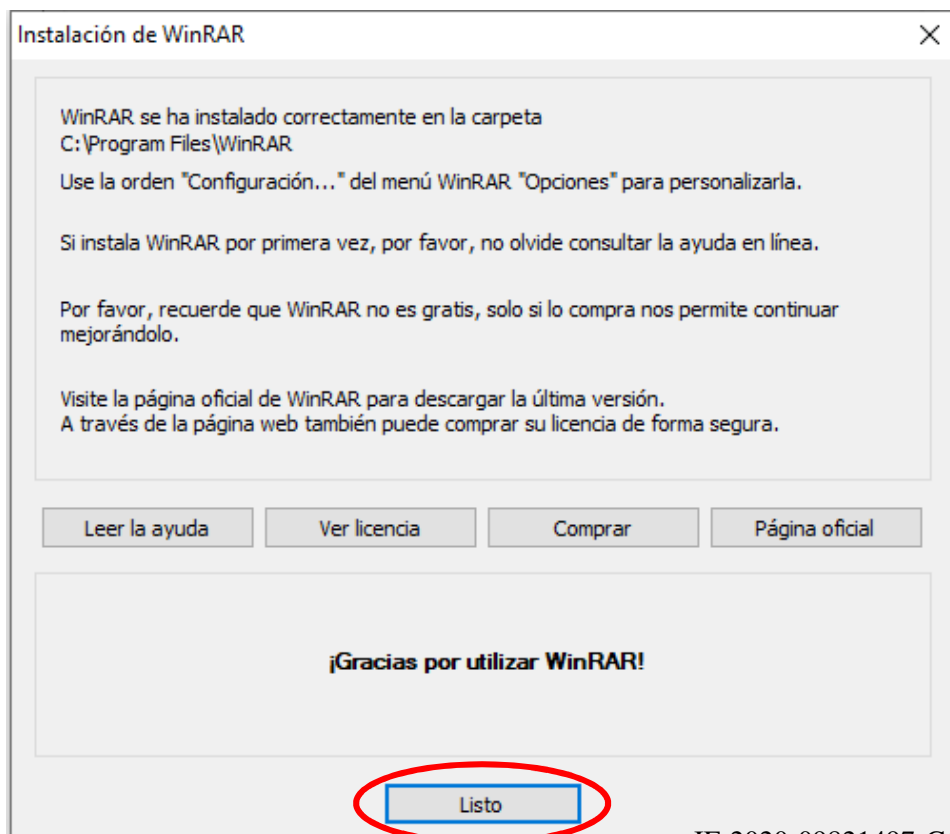 Instalación de WinRAR
WinRAR se ha instalado correctamente en la carpeta
C:\Program Files\WinRAR
Use la orden "Configuración..." del menú WinRAR "Opciones" para personalizarla.
Si instala WinRAR por primera vez, por favor, no olvide consultar la ayuda en línea.
Por favor, recuerde que WinRAR no es gratis, solo si lo compra nos permite continuar
mejorándolo.
Visite la página oficial de WinRAR para descargar la última versión.
A través de la página web también puede comprar su licencia de forma segura.
Leer la ayuda Ver licencia Comprar Página oficial
¡Gracias por utilizar WinRAR!
Listo